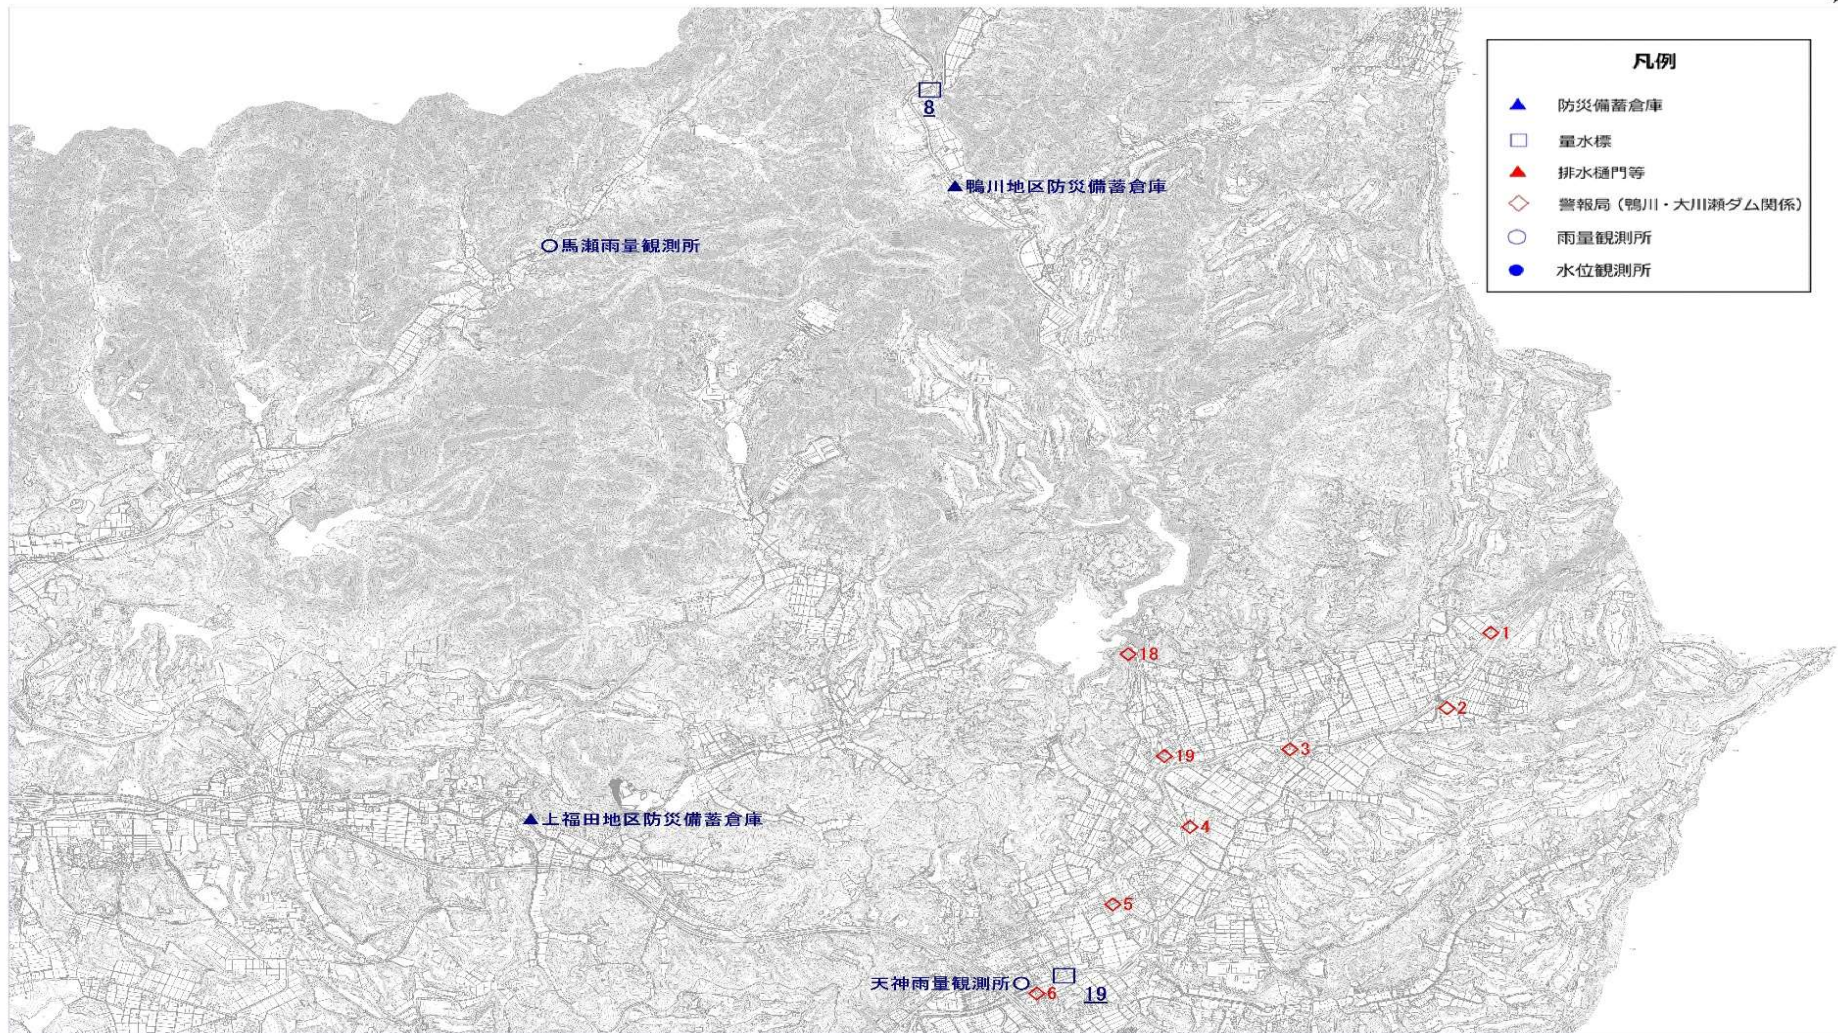 凡例
防災備蓄倉庫
量水標
排水樋門等
警報局（鴨川・大川瀬ダム関係）
雨量観測所
水位観測所
8
鴨川地区防災備蓄倉庫
馬瀬雨量観測所
1
18
2
3
19
上福田地区防災備蓄倉庫
4
5
天神雨量観測所
6
19